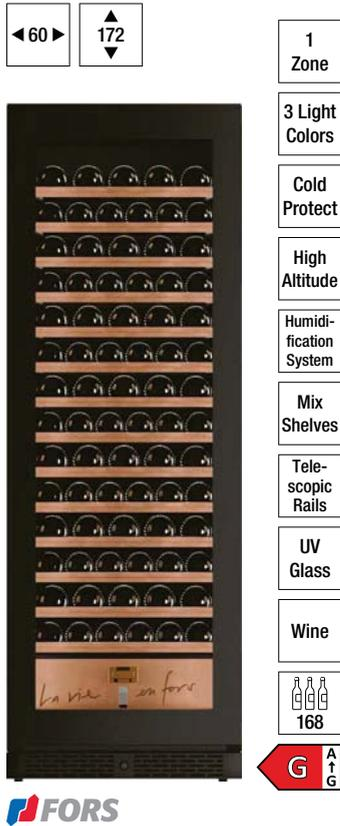 60
172
1
Zone
3 Light
Colors
Cold
Protect
High
Altitude
Humidi-
fication
System
Mix
Shelves
Tele-
scopic
Rails
UV
Glass
Wine
168
La vie en fors
G
A
G
FORS